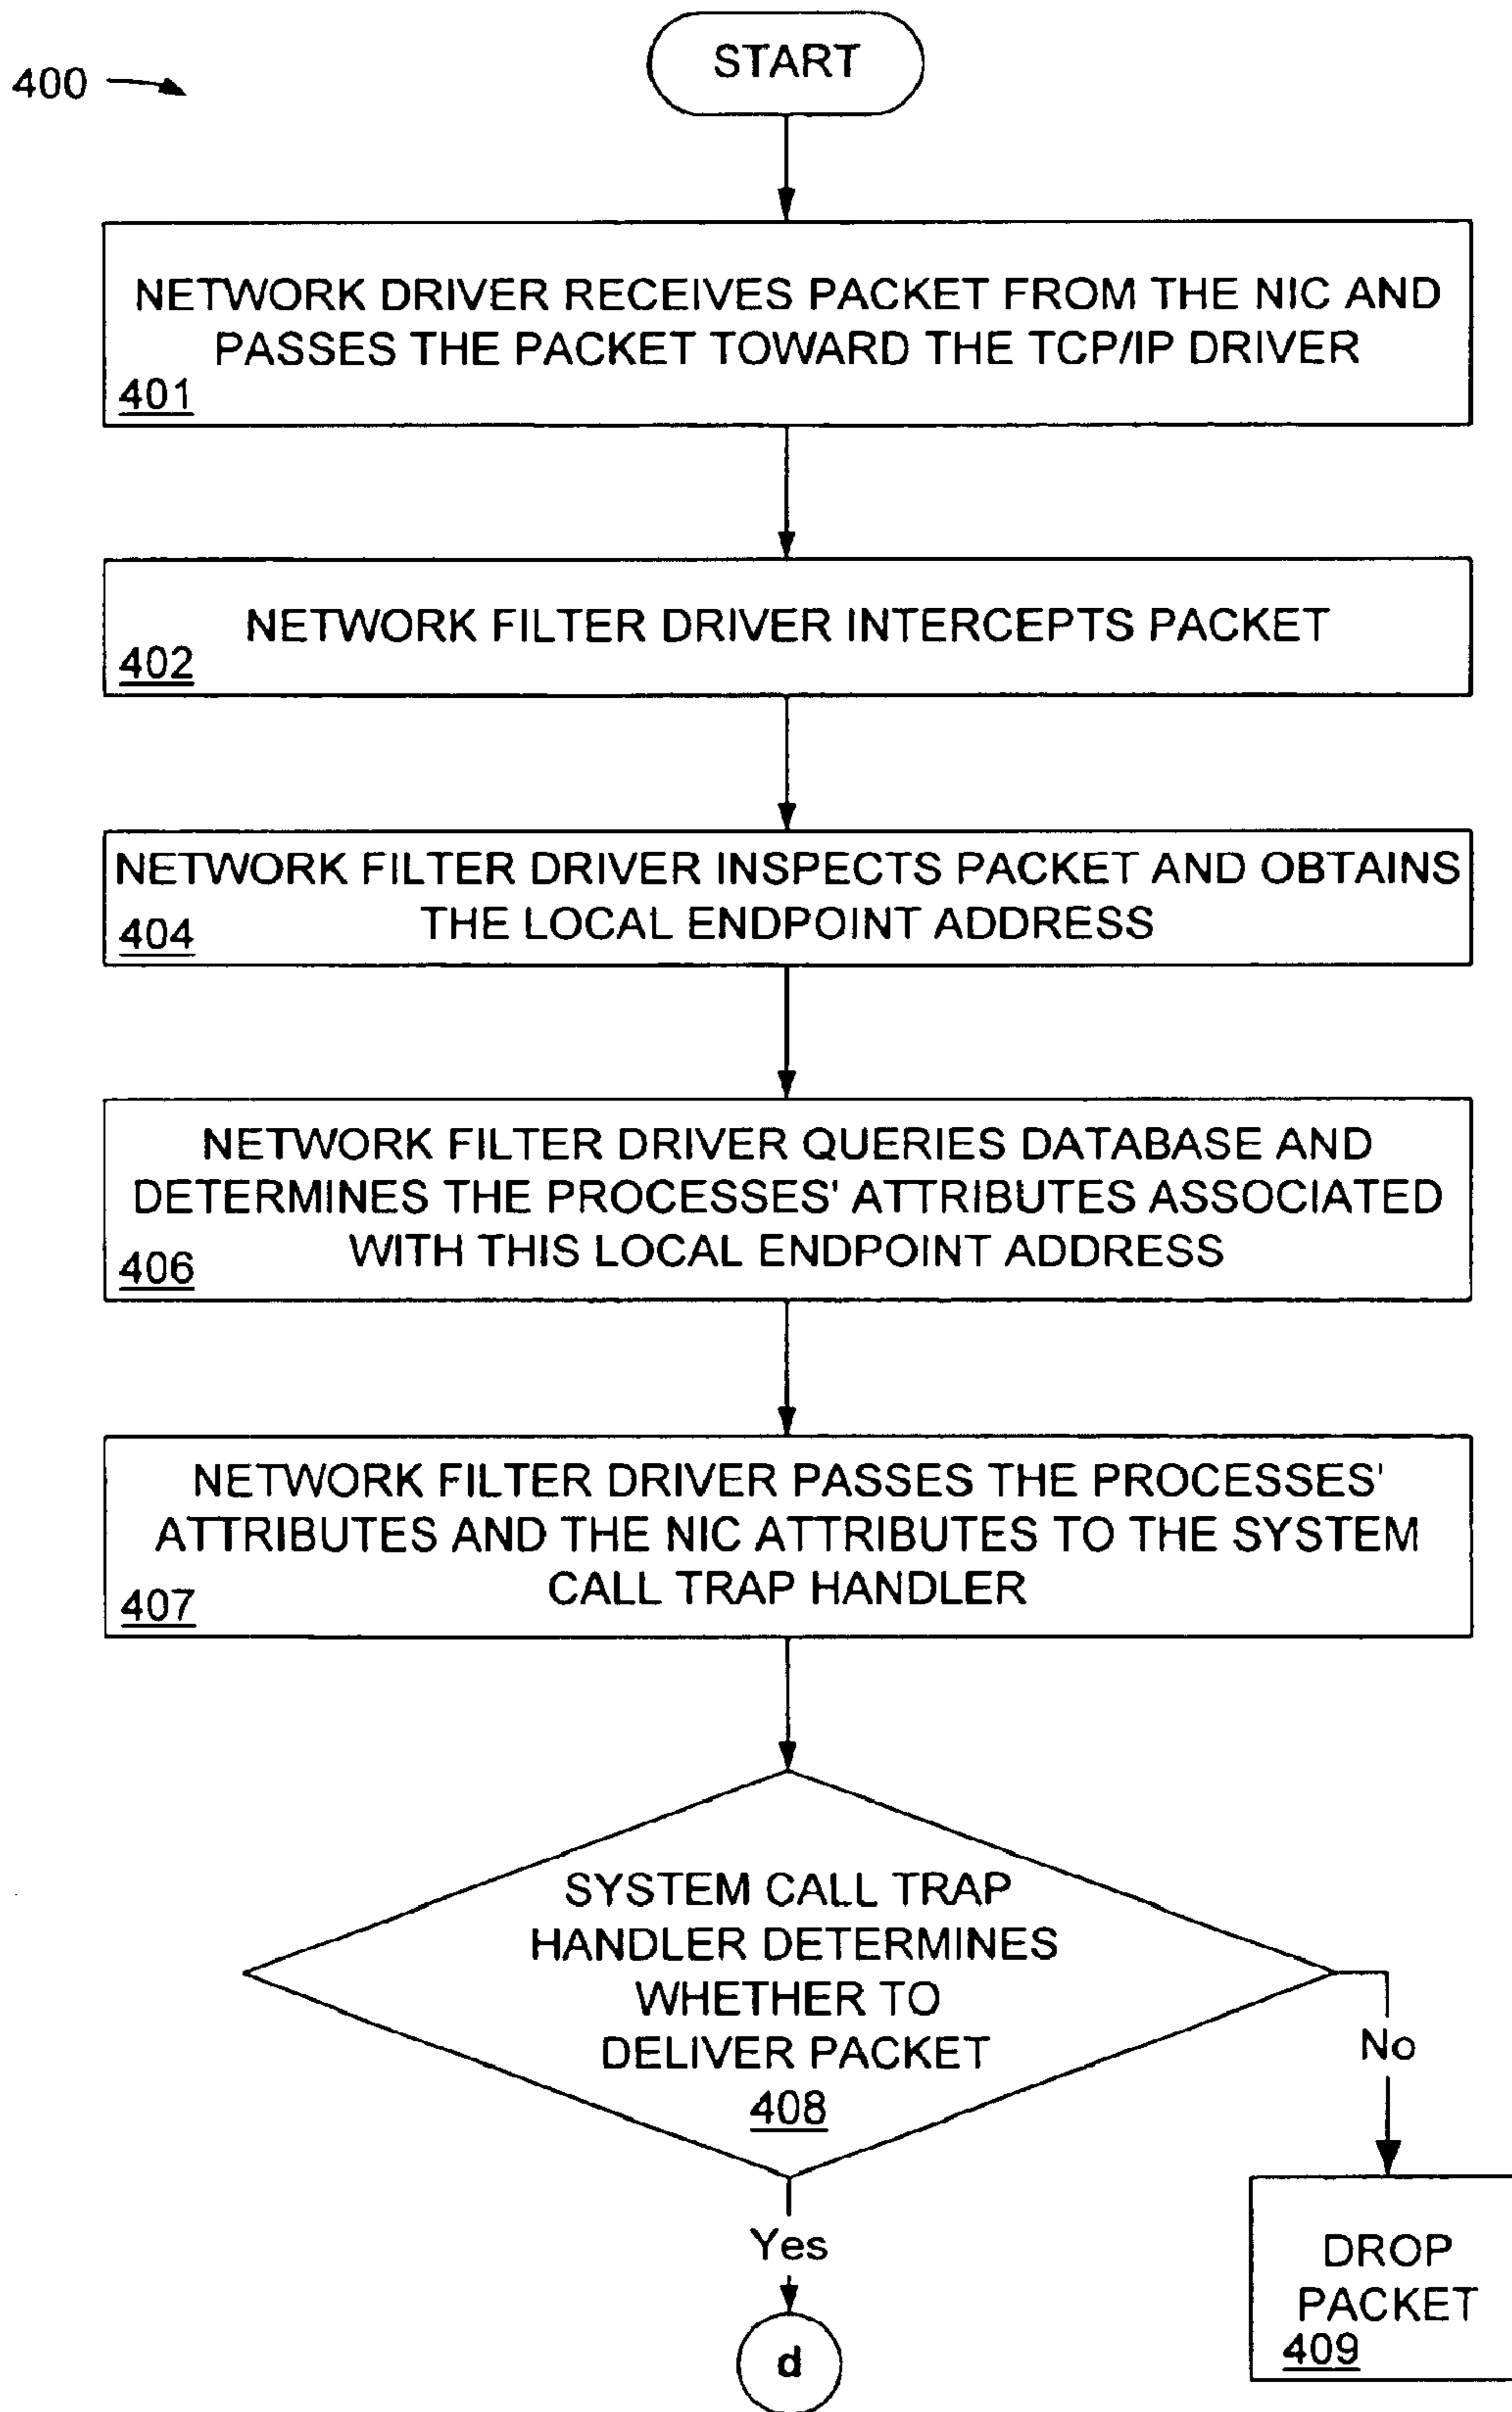 START
400
NETWORK DRIVER RECEIVES PACKET FROM THE NIC AND
PASSES THE PACKET TOWARD THE TCP/IP DRIVER
401
NETWORK FILTER DRIVER INTERCEPTS PACKET
402
NETWORK FILTER DRIVER INSPECTS PACKET AND OBTAINS
THE LOCAL ENDPOINT ADDRESS
404
NETWORK FILTER DRIVER QUERIES DATABASE AND
DETERMINES THE PROCESSES' ATTRIBUTES ASSOCIATED
WITH THIS LOCAL ENDPOINT ADDRESS
406
NETWORK FILTER DRIVER PASSES THE PROCESSES'
ATTRIBUTES AND THE NIC ATTRIBUTES TO THE SYSTEM
CALL TRAP HANDLER
407
SYSTEM CALL TRAP
HANDLER DETERMINES
WHETHER TO
DELIVER PACKET
408
No
Yes
DROP
PACKET
409
d